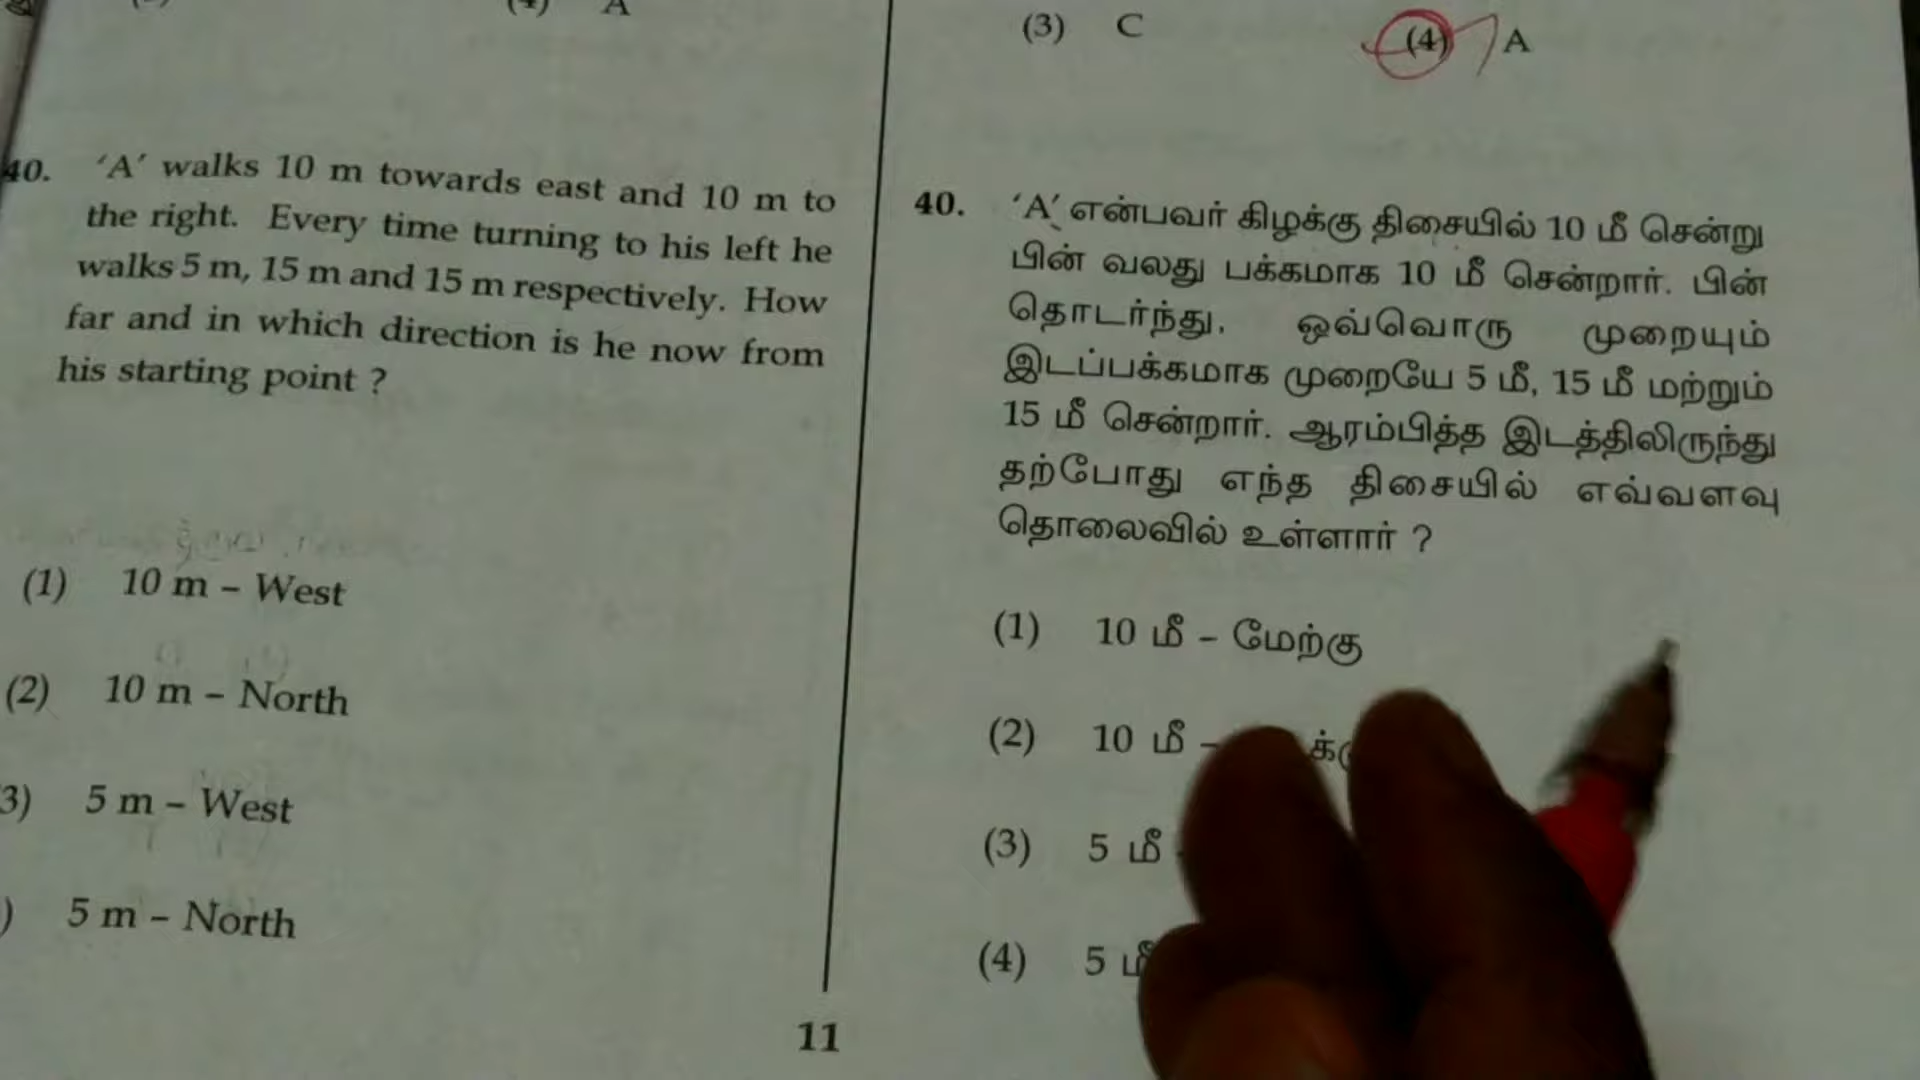 (4) A
40. ‘A’ walks 10 m towards east and 10 m to
the right. Every time turning to his left he
walks 5 m, 15 m and 15 m respectively. How
far and in which direction is he now from
his starting point ?
(1) 10 m – West
(2) 10 m – North
3) 5 m – West
) 5 m – North
(3) C
(4) A
40. ‘A’ என்பவர் கிழக்கு திசையில் 10 மீ சென்று
பின் வலது பக்கமாக 10 மீ சென்றார். பின்
தொடர்ந்து, ஒவ்வொரு முறையும்
இடப்பக்கமாக முறையே 5 மீ, 15 மீ மற்றும்
15 மீ சென்றார். ஆரம்பித்த இடத்திலிருந்து
தற்போது எந்த திசையில் எவ்வளவு
தொலைவில் உள்ளார் ?
(1) 10 மீ – மேற்கு
(2) 10 மீ –
(3) 5 மீ
(4) 5
11